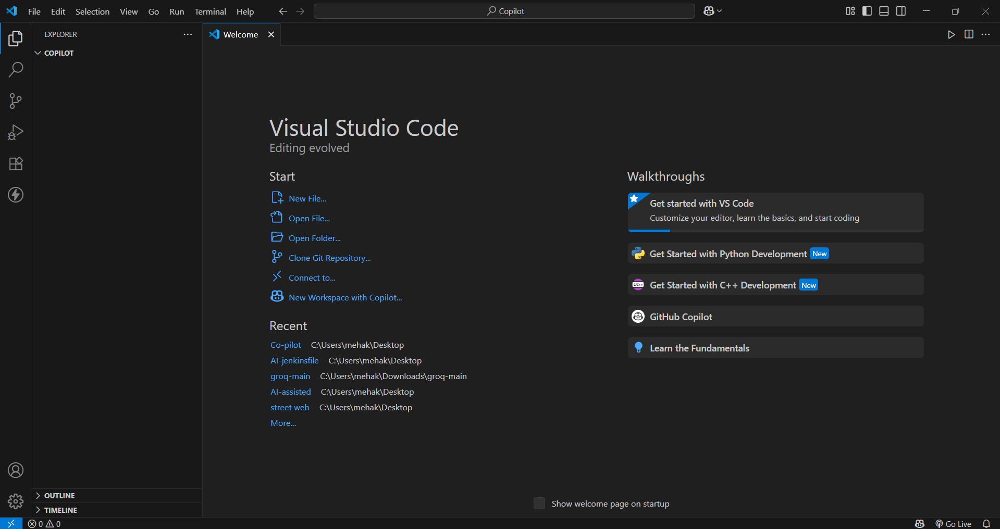 File Edit Selection View Go Run Terminal Help
Copilot
EXPLORER
COPILOT
OUTLINE
TIMELINE
Welcome
Visual Studio Code
Editing evolved
Start
New File...
Open File...
Open Folder...
Clone Git Repository...
Connect to...
New Workspace with Copilot...
Recent
Co-pilot C:\Users\mehak\Desktop
AI-jenkinsfile C:\Users\mehak\Desktop
groq-main C:\Users\mehak\Downloads\groq-main
AI-assisted C:\Users\mehak\Desktop
street web C:\Users\mehak\Desktop
More...
Walkthroughs
Get started with VS Code
Customize your editor, learn the basics, and start coding
Get Started with Python Development New
C/C++ Get Started with C++ Development New
GitHub Copilot
Learn the Fundamentals
Show welcome page on startup
0 0 Go Live